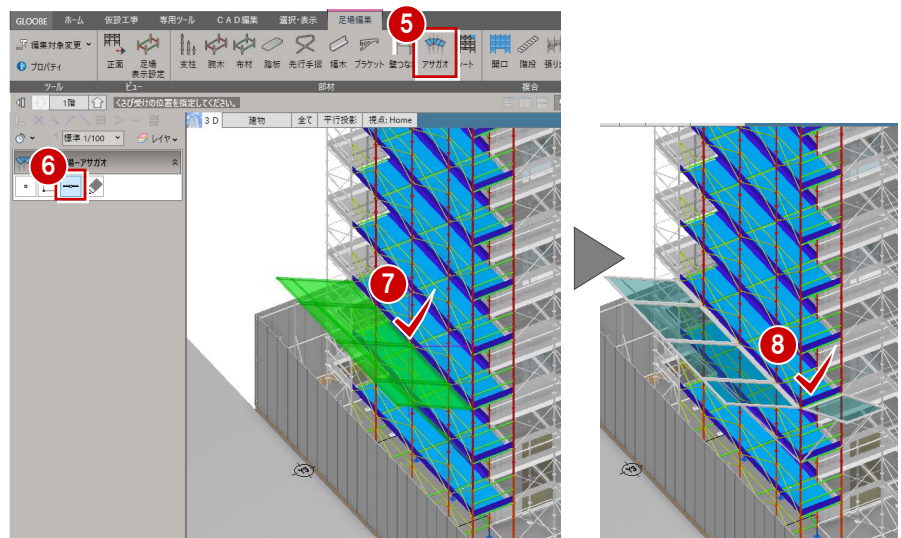 GLOOBE ホーム 仮設工事 専用ツール CAD編集 選択・表示 足場編集
5
編集対象変更
プロパティ
正面 足場表示設定 支柱 腕木 布材 踏板 先行手摺 幅木 ブラケット 壁つな アサガオ ート 開口 階段 張り出
ツール ビュー 部材 複合
1階 くさび受けの位置を指定してください。
3D 建物 全て 平行投影 視点: Home
標準 1/100 レイヤ
6
場-アサガオ
7
8
Y3
Y3